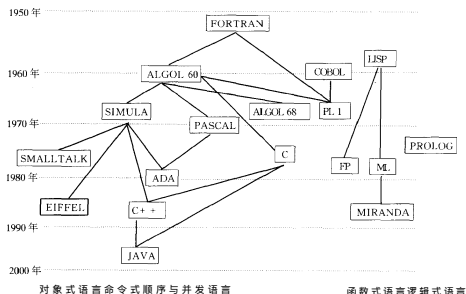 1950年
FORTRAN
ALGOL 60
LISP
1960年
COBOL
SIMULA
ALGOL 68
PL 1
PASCAL
1970年
PROLOG
SMALLTALK
C
FP
ML
ADA
1980年
EIFFEL
C++
MIRANDA
1990年
JAVA
2000年
对象式语言命令式顺序与并发语言
函数式语言逻辑式语言